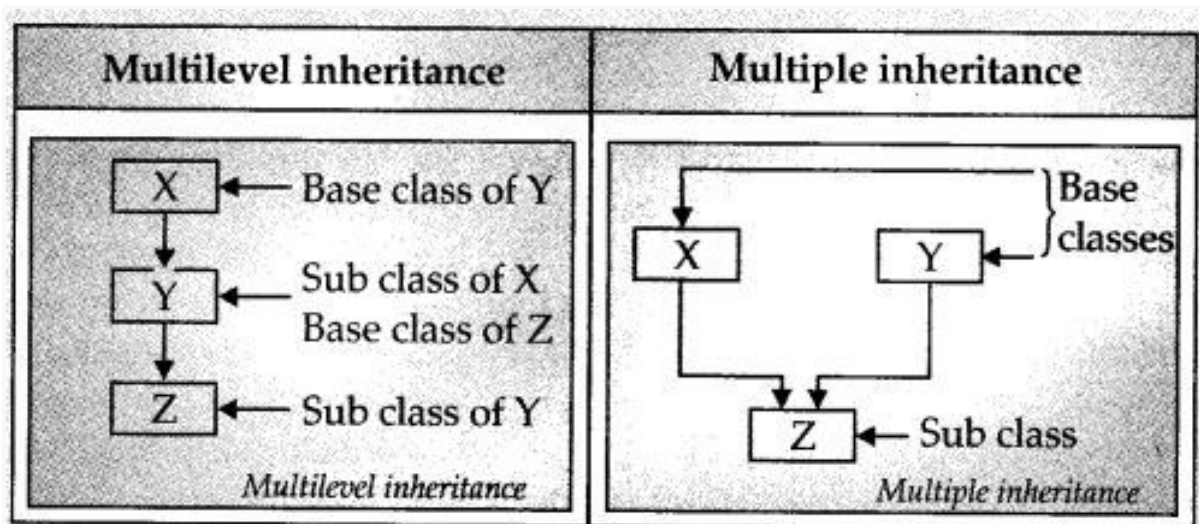 Multilevel inheritance
Multiple inheritance
X
Base class of Y
Y
Sub class of X
Base class of Z
Z
Sub class of Y
Multilevel inheritance
Base
classes
X
Y
Z
Sub class
Multiple inheritance